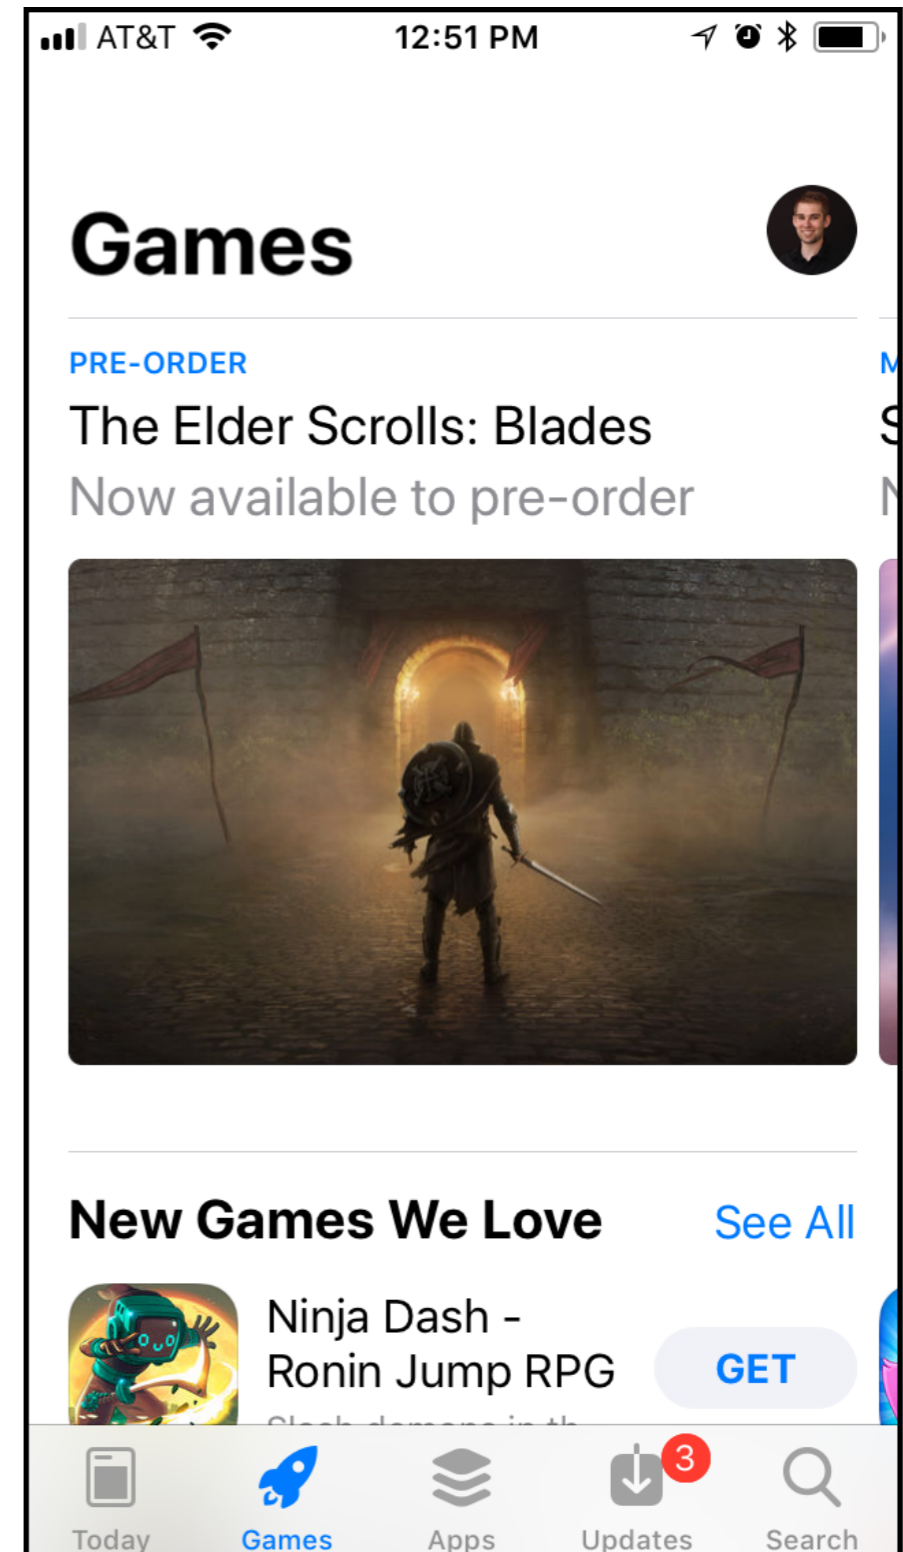 AT&T 12:51 PM
Games
PRE-ORDER
The Elder Scrolls: Blades
Now available to pre-order
New Games We Love See All
Ninja Dash -
Ronin Jump RPG
GET
3
Today Games Apps Updates Search